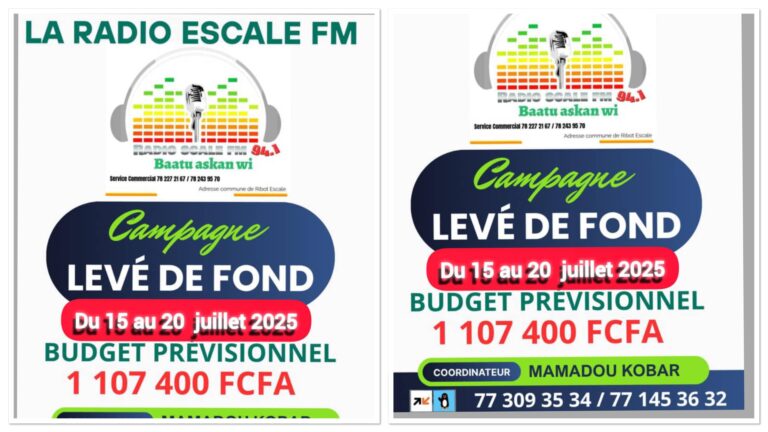 LA RADIO ESCALE FM
RADIO SCALE FM 94.1
Baatu askan wi
Service Commercial 78 227 21 67 / 78 243 95 70
Adresse commune de Ribot Escale
Campagne
LEVÉ DE FOND
Du 15 au 20 juillet 2025
BUDGET PRÉVISIONNEL
1 107 400 FCFA
MAMADOU KOBAR
RADIO SCALE FM 94.1
Baatu askan wi
Service Commercial 78 227 21 67 / 78 243 95 70
Adresse commune de Ribot Escale
Campagne
LEVÉ DE FOND
Du 15 au 20 juillet 2025
BUDGET PRÉVISIONNEL
1 107 400 FCFA
COORDINATEUR MAMADOU KOBAR
77 309 35 34 / 77 145 36 32